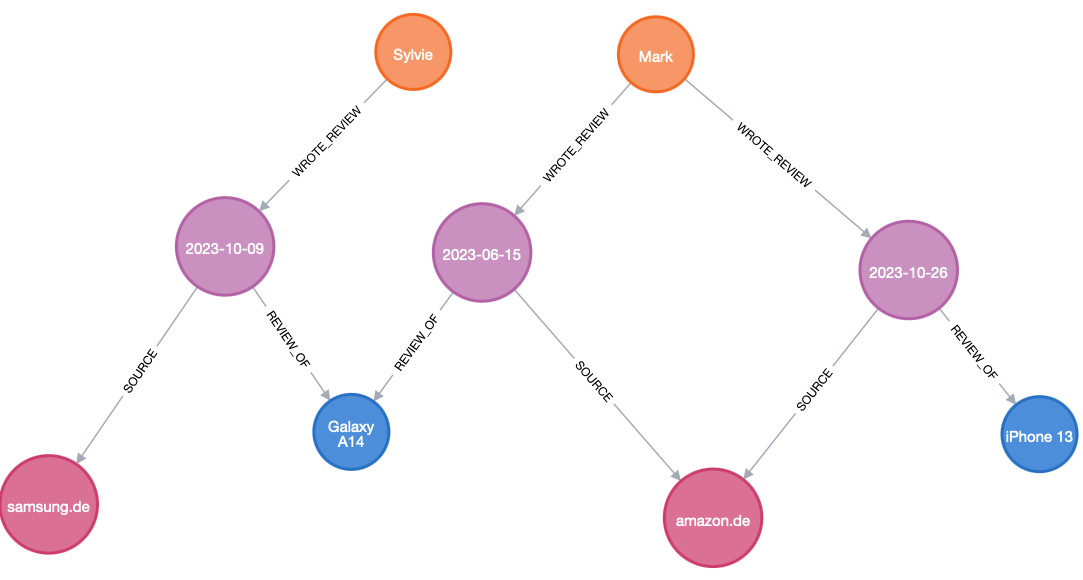 Sylvie
Mark
WROTE_REVIEW
WROTE_REVIEW
WROTE_REVIEW
2023-10-09
2023-06-15
2023-10-26
SOURCE
REVIEW_OF
REVIEW_OF
SOURCE
SOURCE
REVIEW_OF
Galaxy
A14
iPhone 13
samsung.de
amazon.de